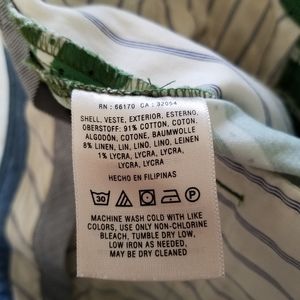 RN : 66170 CA : 32054
SHELL, VESTE, EXTERIOR, ESTERNO,
OBERSTOFF: 91% COTTON, COTON,
ALGODÓN, COTONE, BAUMWOLLE
8% LINEN, LIN, LINO, LINO, LEINEN
1% LYCRA, LYCRA, LYCRA,
LYCRA, LYCRA
HECHO EN FILIPINAS
30
MACHINE WASH COLD WITH LIKE
COLORS, USE ONLY NON-CHLORINE
BLEACH, TUMBLE DRY LOW,
LOW IRON AS NEEDED,
MAY BE DRY CLEANED